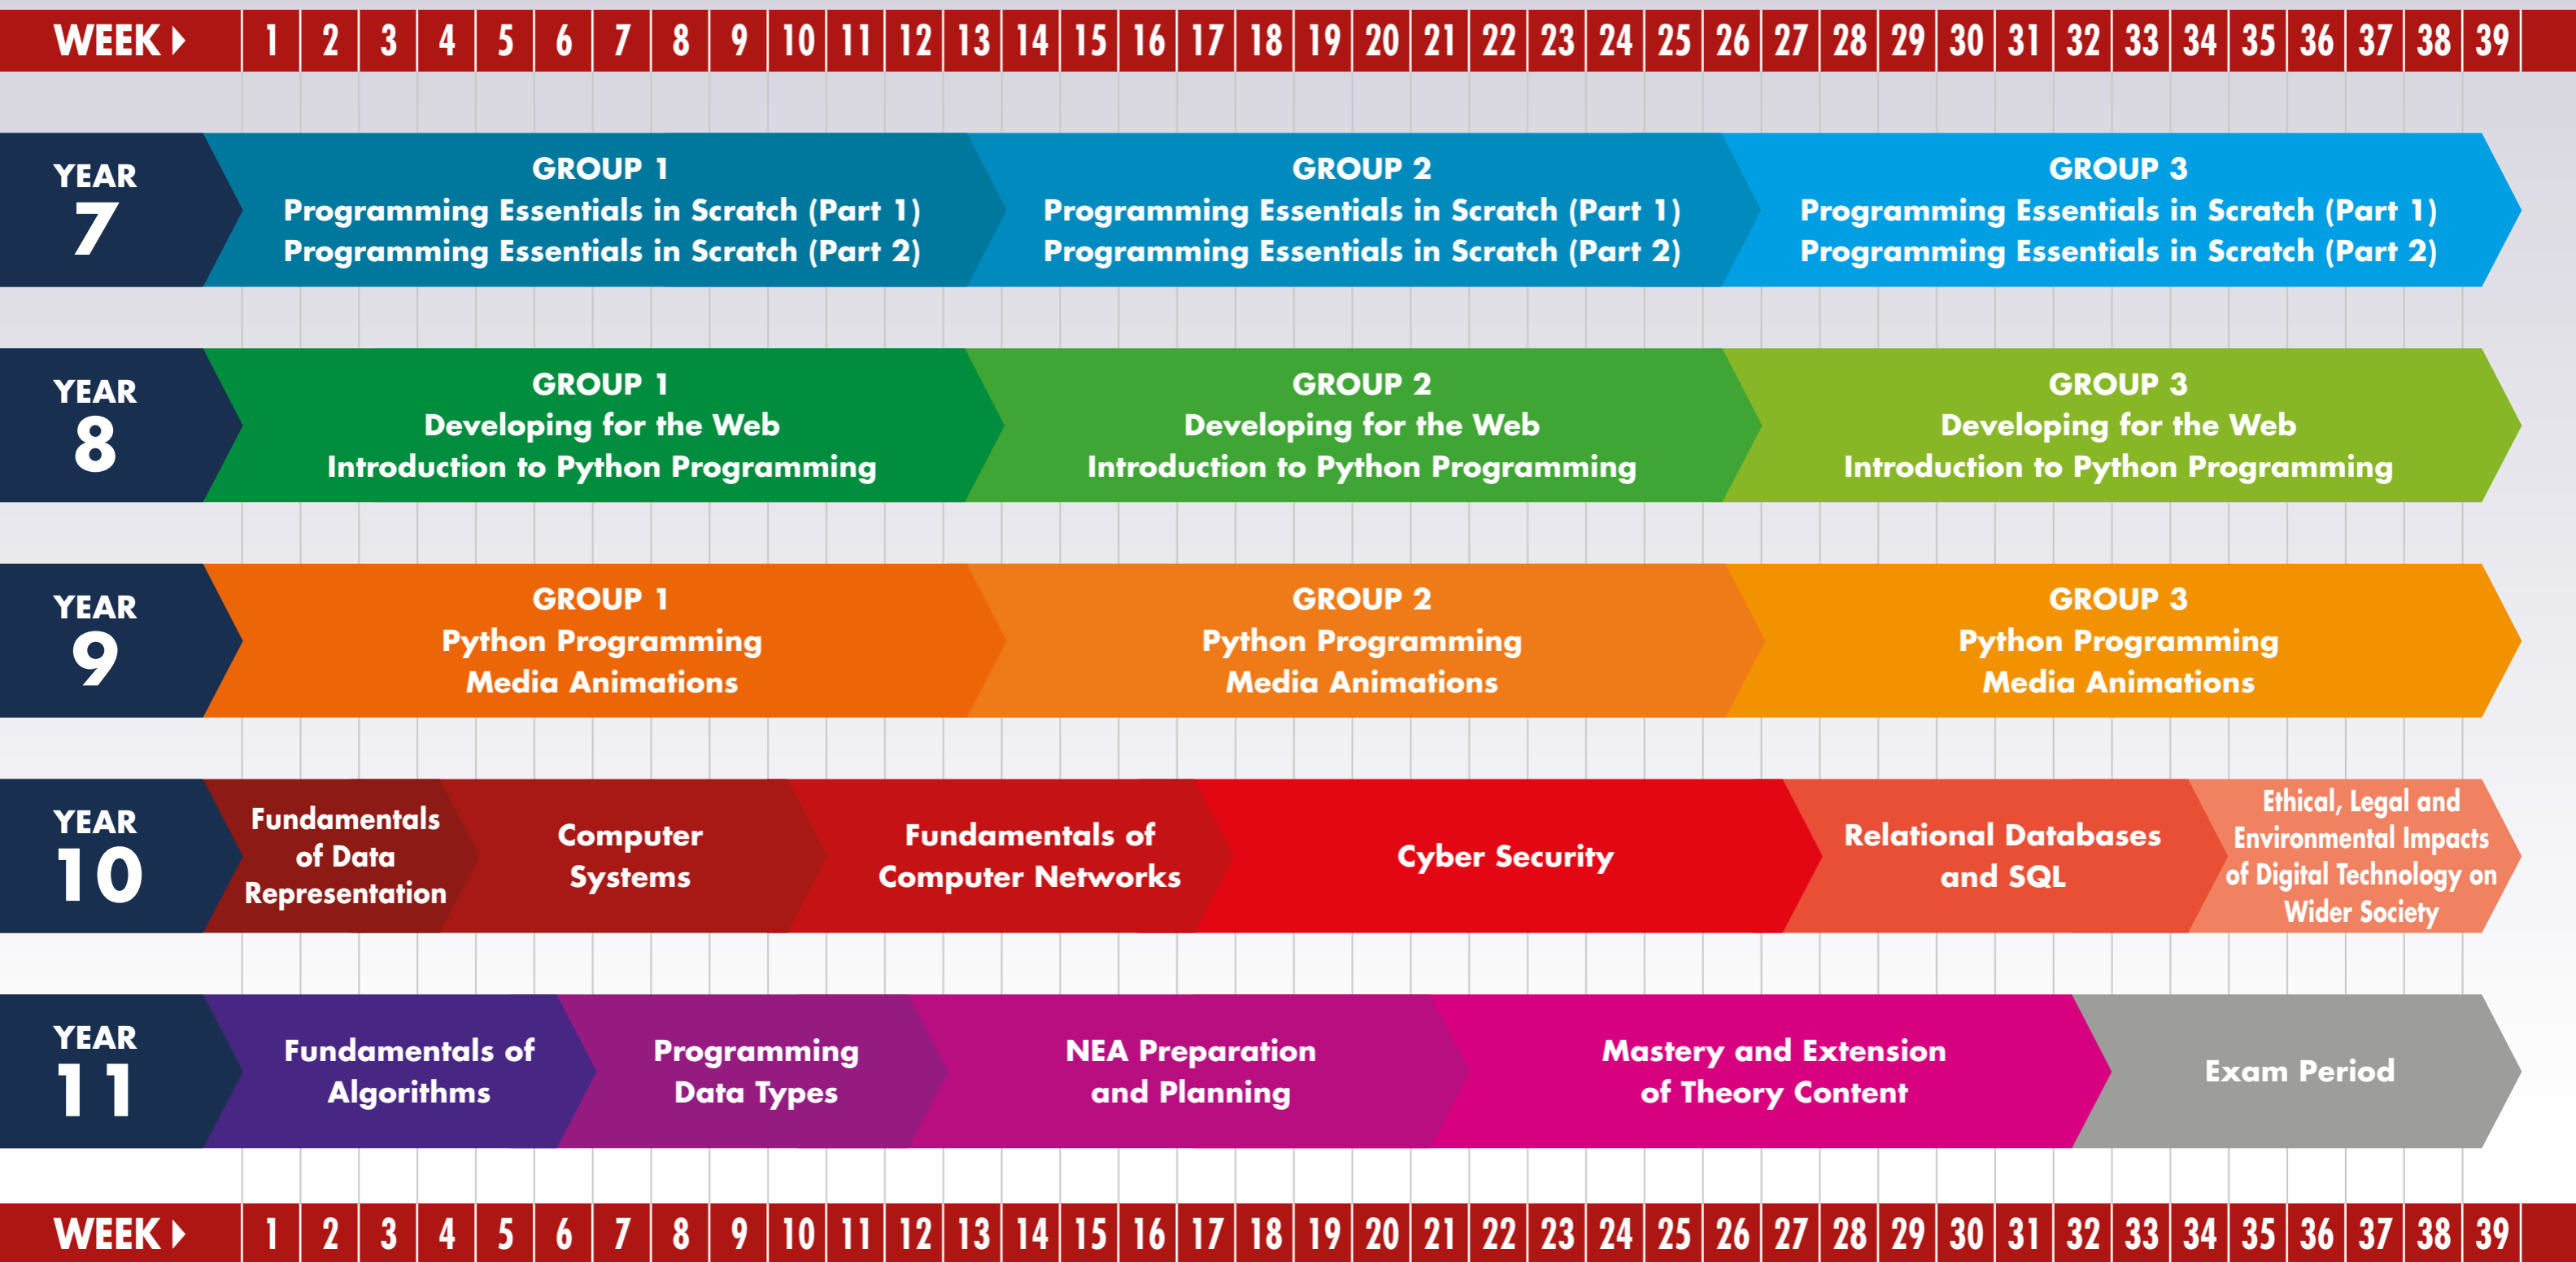 WEEK 1 2 3 4 5 6 7 8 9 10 11 12 13 14 15 16 17 18 19 20 21 22 23 24 25 26 27 28 29 30 31 32 33 34 35 36 37 38 39
YEAR
7
GROUP 1
Programming Essentials in Scratch (Part 1)
Programming Essentials in Scratch (Part 2)
GROUP 2
Programming Essentials in Scratch (Part 1)
Programming Essentials in Scratch (Part 2)
GROUP 3
Programming Essentials in Scratch (Part 1)
Programming Essentials in Scratch (Part 2)
YEAR
8
GROUP 1
Developing for the Web
Introduction to Python Programming
GROUP 2
Developing for the Web
Introduction to Python Programming
GROUP 3
Developing for the Web
Introduction to Python Programming
YEAR
9
GROUP 1
Python Programming
Media Animations
GROUP 2
Python Programming
Media Animations
GROUP 3
Python Programming
Media Animations
YEAR
10
Fundamentals
of Data
Representation
Computer
Systems
Fundamentals of
Computer Networks
Cyber Security
Relational Databases
and SQL
Ethical, Legal and
Environmental Impacts
of Digital Technology on
Wider Society
YEAR
11
Fundamentals of
Algorithms
Programming
Data Types
NEA Preparation
and Planning
Mastery and Extension
of Theory Content
Exam Period
WEEK 1 2 3 4 5 6 7 8 9 10 11 12 13 14 15 16 17 18 19 20 21 22 23 24 25 26 27 28 29 30 31 32 33 34 35 36 37 38 39